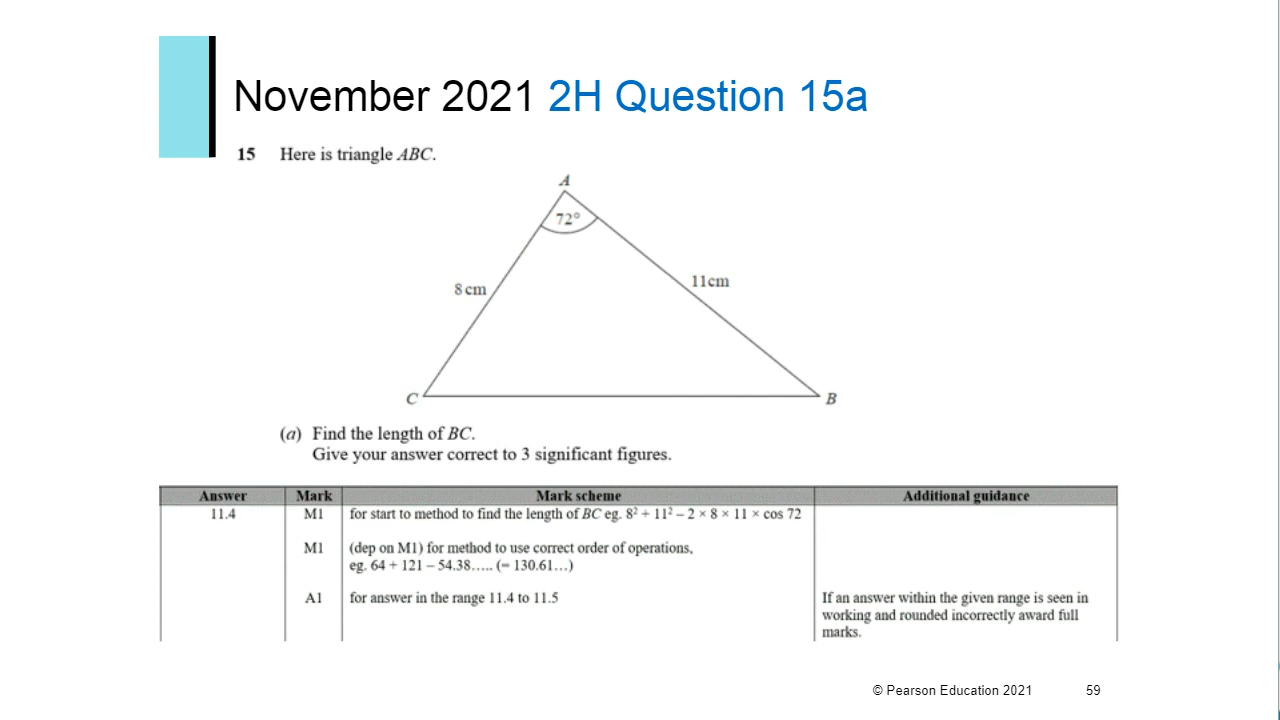 November 2021 2H Question 15a
15 Here is triangle ABC.
A
72°
8 cm
11cm
C
B
(a) Find the length of BC.
Give your answer correct to 3 significant figures.
Answer Mark Mark scheme Additional guidance
11.4 M1 for start to method to find the length of BC eg. 8² + 11² – 2 × 8 × 11 × cos 72
M1 (dep on M1) for method to use correct order of operations,
eg. 64 + 121 – 54.38….. (= 130.61…)
A1 for answer in the range 11.4 to 11.5 If an answer within the given range is seen in
working and rounded incorrectly award full
marks.
© Pearson Education 2021 59